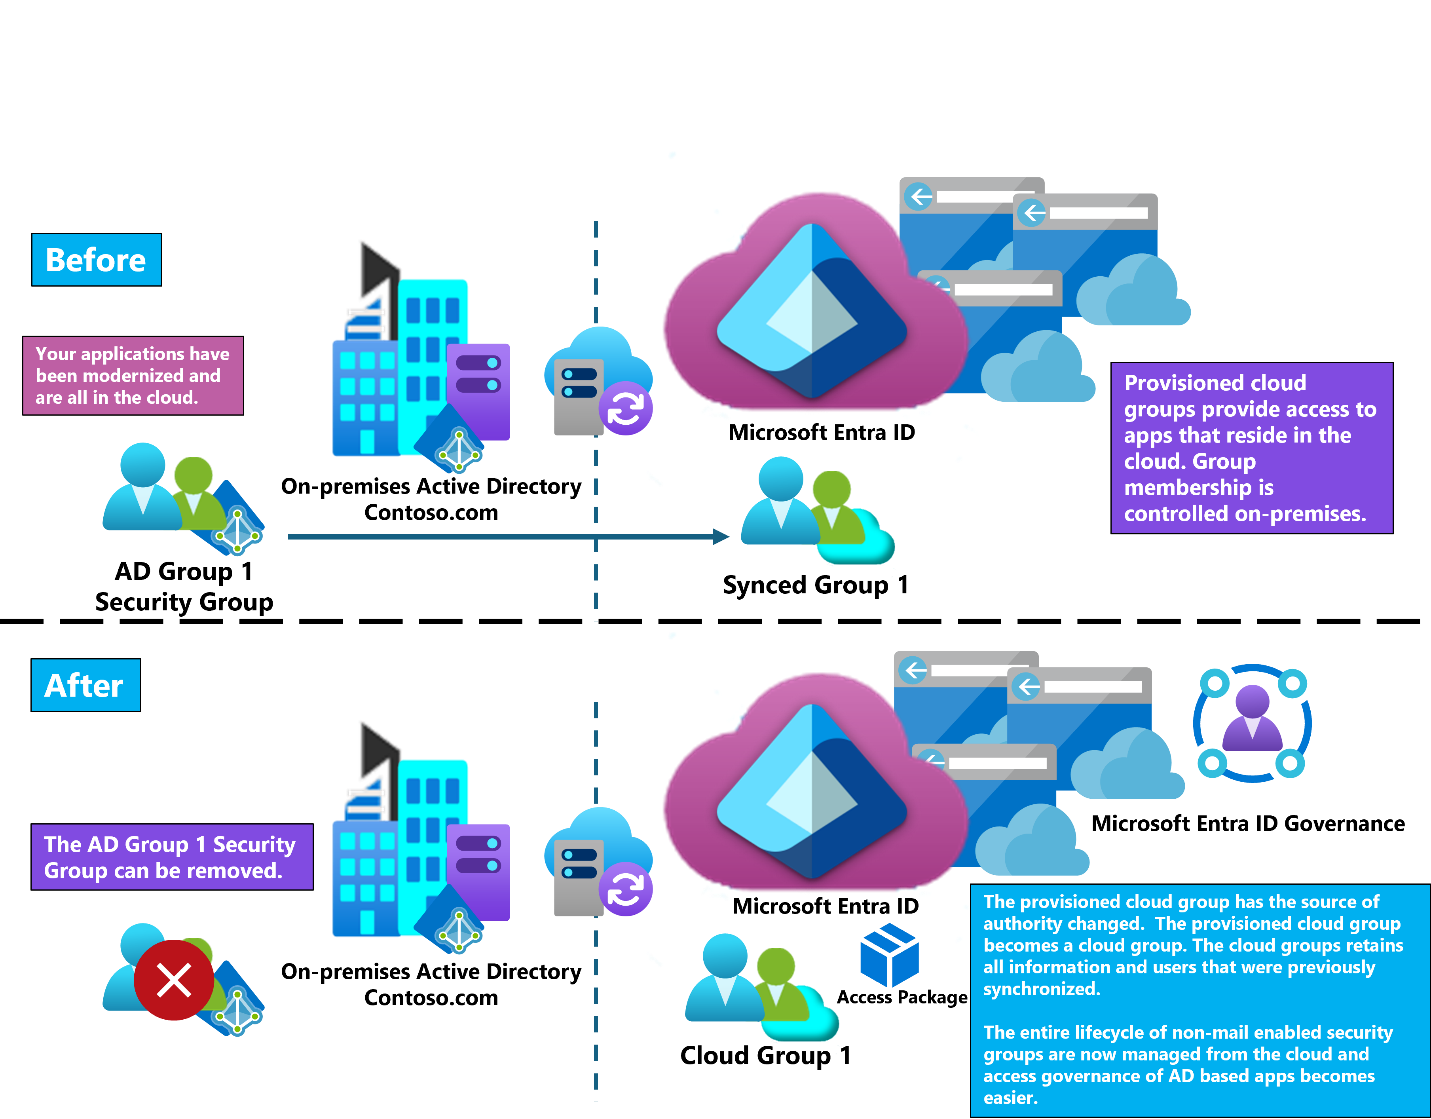 Before
Your applications have
been modernized and
are all in the cloud.
AD Group 1
Security Group
On-premises Active Directory
Contoso.com
Microsoft Entra ID
Synced Group 1
Provisioned cloud
groups provide access to
apps that reside in the
cloud. Group
membership is
controlled on-premises.
After
The AD Group 1 Security
Group can be removed.
On-premises Active Directory
Contoso.com
Microsoft Entra ID
Access Package
Cloud Group 1
Microsoft Entra ID Governance
The provisioned cloud group has the source of
authority changed.  The provisioned cloud group
becomes a cloud group. The cloud groups retains
all information and users that were previously
synchronized.
The entire lifecycle of non-mail enabled security
groups are now managed from the cloud and
access governance of AD based apps becomes
easier.